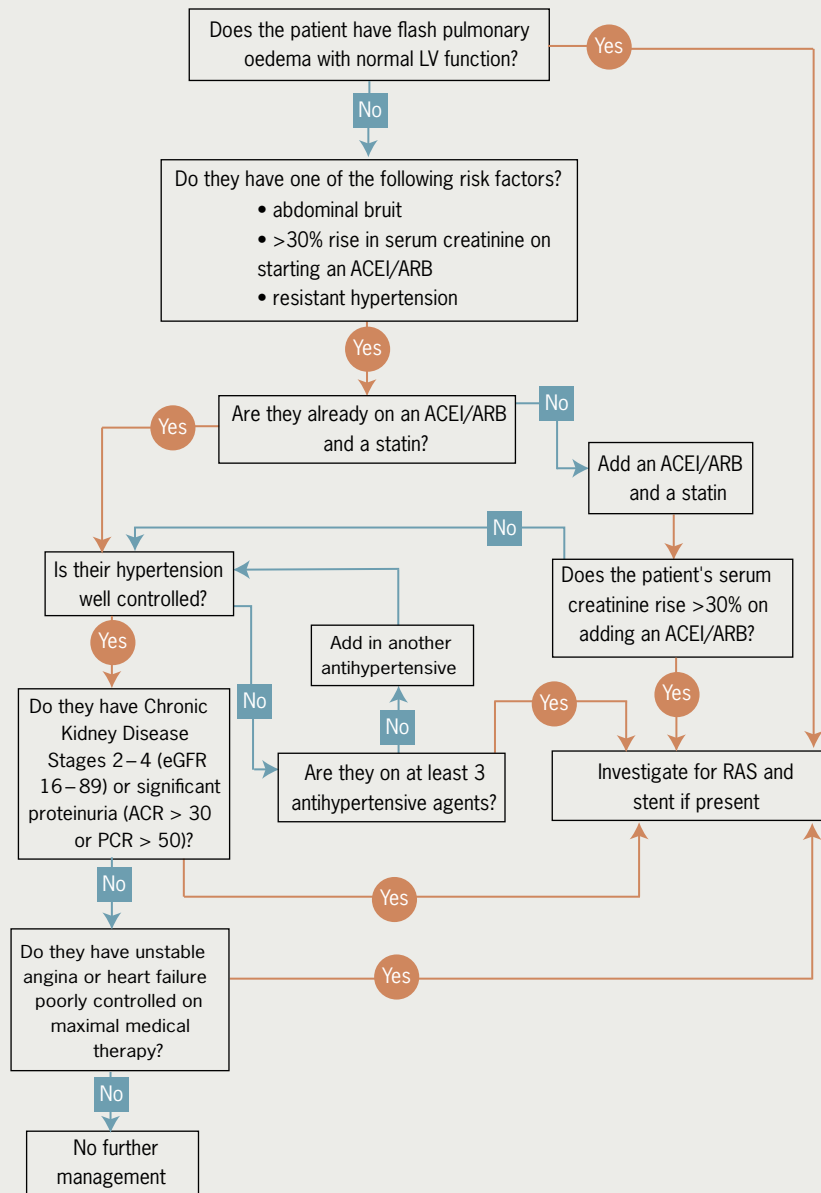 Does the patient have flash pulmonary
oedema with normal LV function?
Yes
No
Do they have one of the following risk factors?
• abdominal bruit
• >30% rise in serum creatinine on
starting an ACEI/ARB
• resistant hypertension
Yes
Are they already on an ACEI/ARB
and a statin?
Yes
No
Add an ACEI/ARB
and a statin
No
Is their hypertension
well controlled?
Does the patient's serum
creatinine rise >30% on
adding an ACEI/ARB?
Add in another
antihypertensive
Yes
No
No
Yes
Yes
Do they have Chronic
Kidney Disease
Stages 2–4 (eGFR
16–89) or significant
proteinuria (ACR > 30
or PCR > 50)?
Are they on at least 3
antihypertensive agents?
Investigate for RAS and
stent if present
No
Yes
Do they have unstable
angina or heart failure
poorly controlled on
maximal medical
therapy?
Yes
No
No further
management